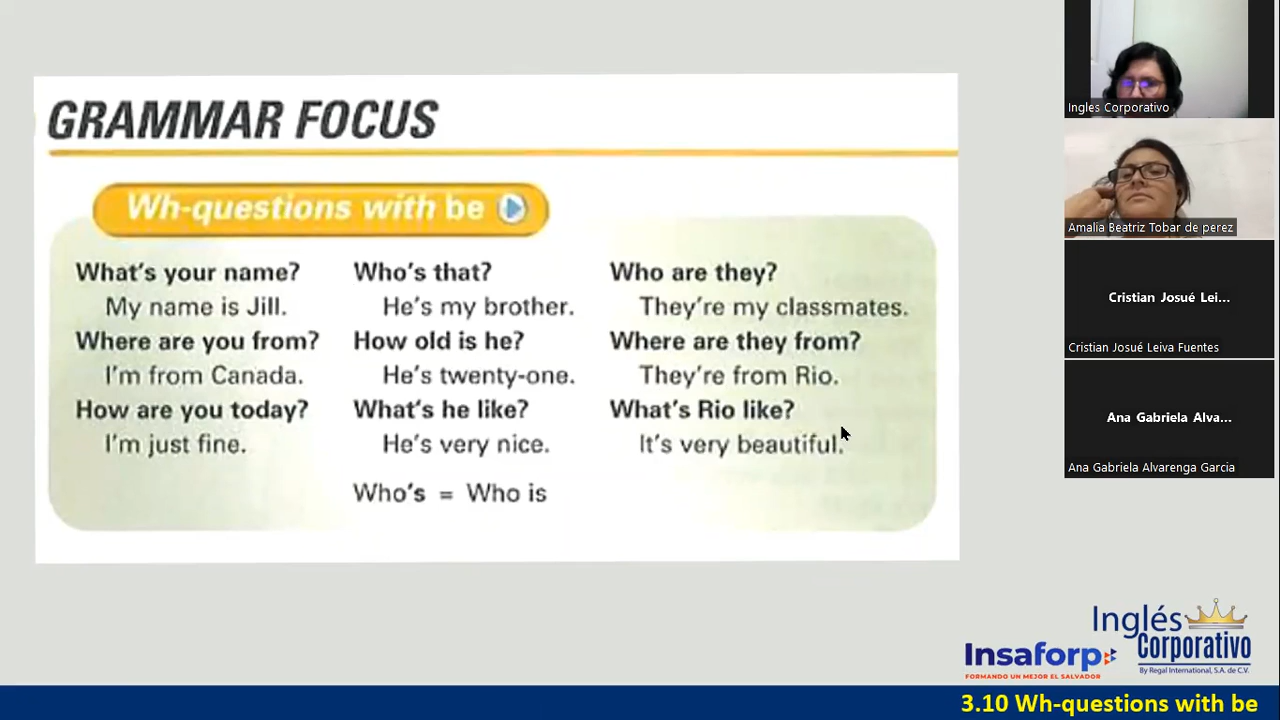 GRAMMAR FOCUS
Wh-questions with be
What's your name?
My name is Jill.
Where are you from?
I'm from Canada.
How are you today?
I'm just fine.
Who's that?
He's my brother.
How old is he?
He's twenty-one.
What's he like?
He's very nice.
Who's = Who is
Who are they?
They're my classmates.
Where are they from?
They're from Rio.
What's Rio like?
It's very beautiful.
Ingles Corporativo
Amalia Beatriz Tobar de perez
Cristian Josué Lei...
Cristian Josué Leiva Fuentes
Ana Gabriela Alva...
Ana Gabriela Alvarenga Garcia
Inglés
Corporativo
By Regal International, S.A. de C.V.
Insaforp
FORMANDO UN MEJOR EL SALVADOR
3.10 Wh-questions with be